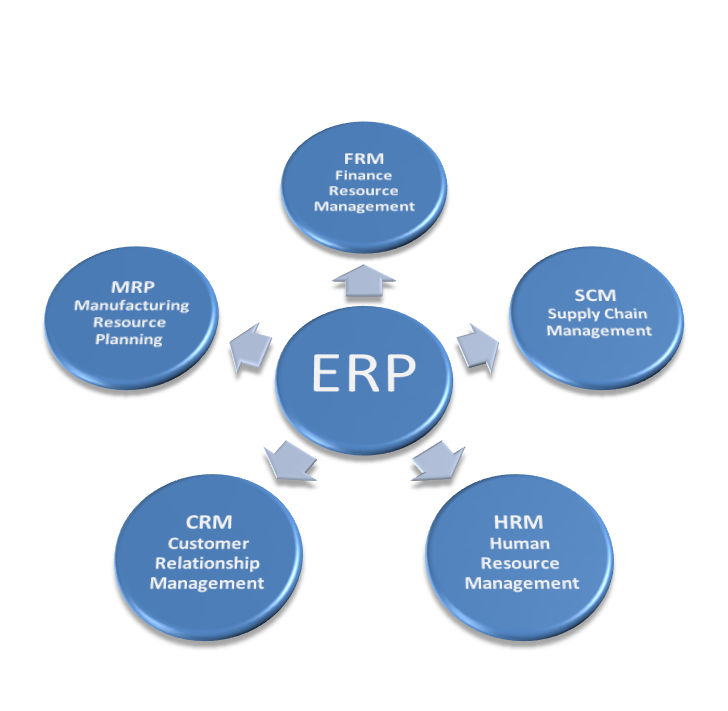 FRM
Finance
Resource
Management
MRP
Manufacturing
Resource
Planning
SCM
Supply Chain
Management
ERP
CRM
Customer
Relationship
Management
HRM
Human
Resource
Management